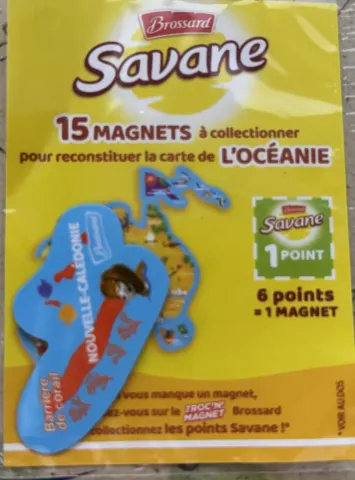 Brossard
Savane
15 MAGNETS à collectionner
pour reconstituer la carte de L'OCÉANIE
Brossard
Savane
1 POINT
6 points
= 1 MAGNET
NOUVELLE-CALÉDONIE
Brossard
Barrière
de corail
vous manque un magnet,
ez-vous sur le TROC'N' MAGNET Brossard
collectionnez les points Savane !*
* VOIR AU DOS